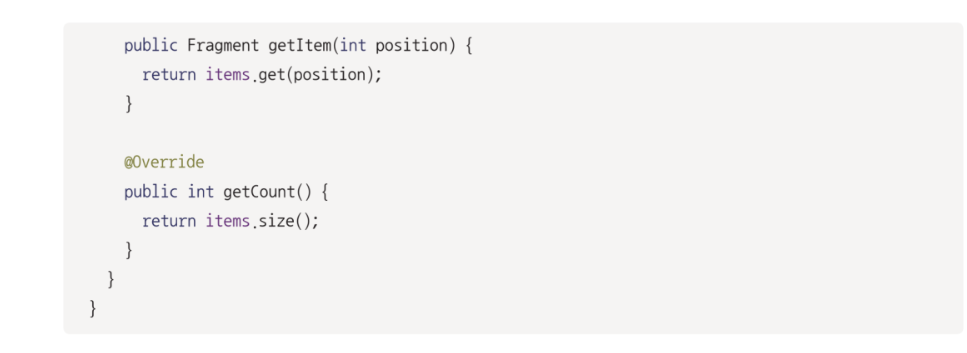 public Fragment getItem(int position) {
return items.get(position);
}
@Override
public int getCount() {
return items.size();
}
}
}